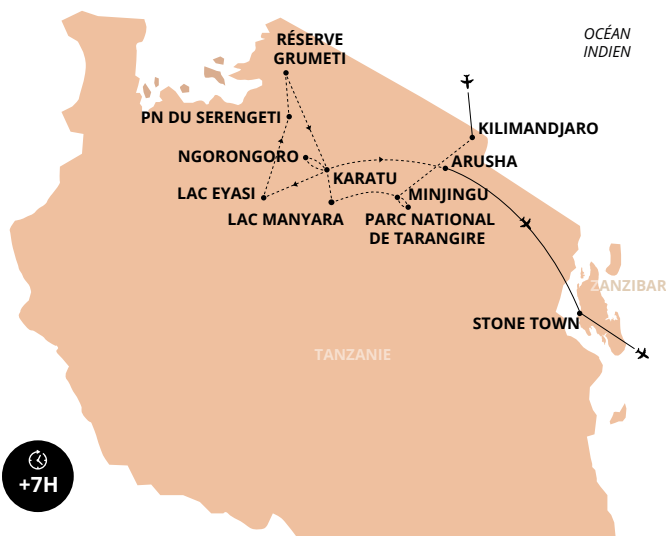 OCÉAN
INDIEN
RÉSERVE
GRUMETI
PN DU SERENGETI
KILIMANDJARO
NGORONGORO
ARUSHA
KARATU
LAC EYASI
MINJINGU
LAC MANYARA
PARC NATIONAL
DE TARANGIRE
ZANZIBAR
STONE TOWN
TANZANIE
+7H